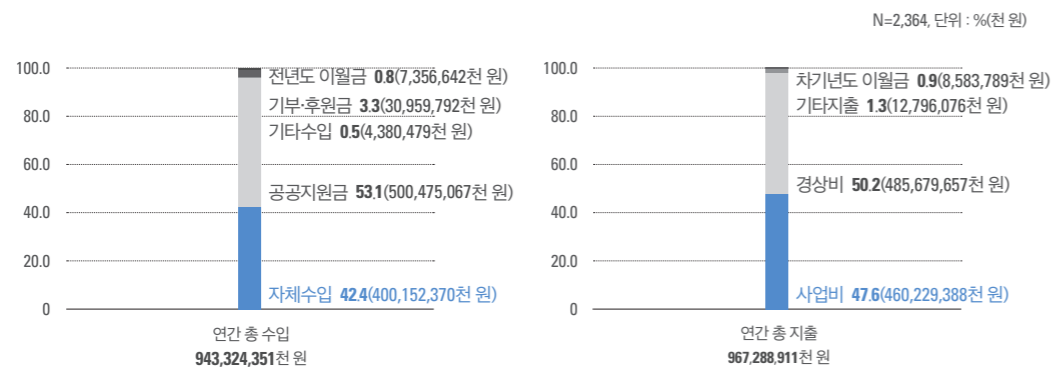 N=2,364, 단위 : %(천 원)
100.0
80.0
60.0
40.0
20.0
0
전년도 이월금 0.8(7,356,642천 원)
기부·후원금 3.3(30,959,792천 원)
기타수입 0.5(4,380,479천 원)
공공지원금 53.1(500,475,067천 원)
자체수입 42.4(400,152,370천 원)
연간 총 수입
943,324,351천 원
100.0
80.0
60.0
40.0
20.0
0
차기년도 이월금 0.9(8,583,789천 원)
기타지출 1.3(12,796,076천 원)
경상비 50.2(485,679,657천 원)
사업비 47.6(460,229,388천 원)
연간 총 지출
967,288,911천 원